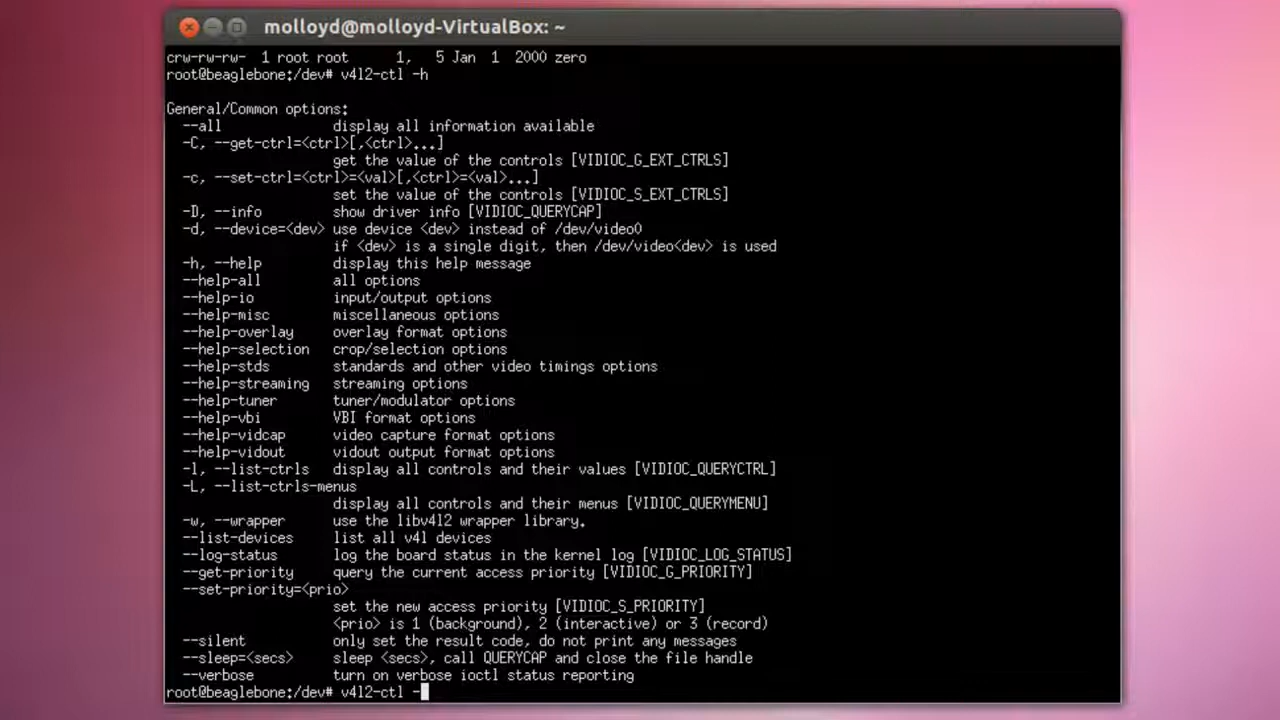 molloyd@molloyd-VirtualBox: ~
crw-rw-rw-  1 root root      1,   5 Jan  1  2000 zero
root@beaglebone:/dev# v4l2-ctl -h
General/Common options:
--all              display all information available
-C, --get-ctrl=<ctrl>[,<ctrl>...]
get the value of the controls [VIDIOC_G_EXT_CTRLS]
-c, --set-ctrl=<ctrl>=<val>[,<ctrl>=<val>...]
set the value of the controls [VIDIOC_S_EXT_CTRLS]
-D, --info         show driver info [VIDIOC_QUERYCAP]
-d, --device=<dev> use device <dev> instead of /dev/video0
if <dev> is a single digit, then /dev/video<dev> is used
-h, --help         display this help message
--help-all         all options
--help-io          input/output options
--help-misc        miscellaneous options
--help-overlay     overlay format options
--help-selection   crop/selection options
--help-stds        standards and other video timings options
--help-streaming   streaming options
--help-tuner       tuner/modulator options
--help-vbi         VBI format options
--help-vidcap      video capture format options
--help-vidout      vidout output format options
-l, --list-ctrls   display all controls and their values [VIDIOC_QUERYCTRL]
-L, --list-ctrls-menus
display all controls and their menus [VIDIOC_QUERYMENU]
-w, --wrapper      use the libv4l2 wrapper library.
--list-devices     list all v4l devices
--log-status       log the board status in the kernel log [VIDIOC_LOG_STATUS]
--get-priority     query the current access priority [VIDIOC_G_PRIORITY]
--set-priority=<prio>
set the new access priority [VIDIOC_S_PRIORITY]
<prio> is 1 (background), 2 (interactive) or 3 (record)
--silent           only set the result code, do not print any messages
--sleep=<secs>     sleep <secs>, call QUERYCAP and close the file handle
--verbose          turn on verbose ioctl status reporting
root@beaglebone:/dev# v4l2-ctl -